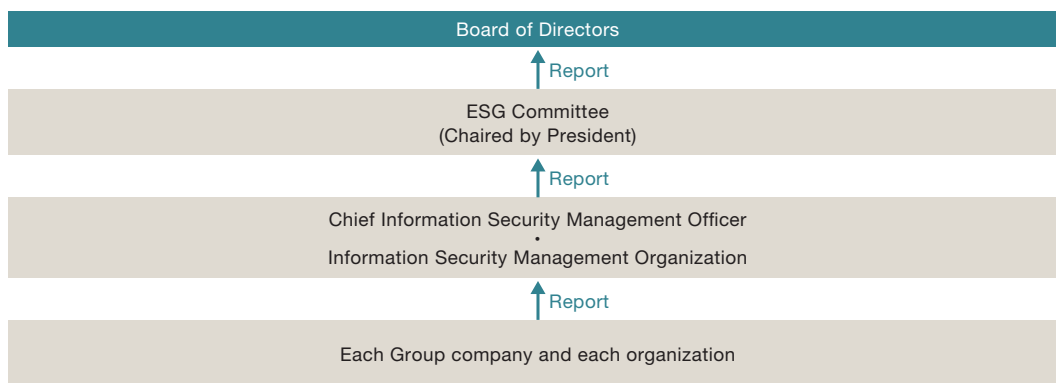 Board of Directors
Report
ESG Committee
(Chaired by President)
Report
Chief Information Security Management Officer
・
Information Security Management Organization
Report
Each Group company and each organization